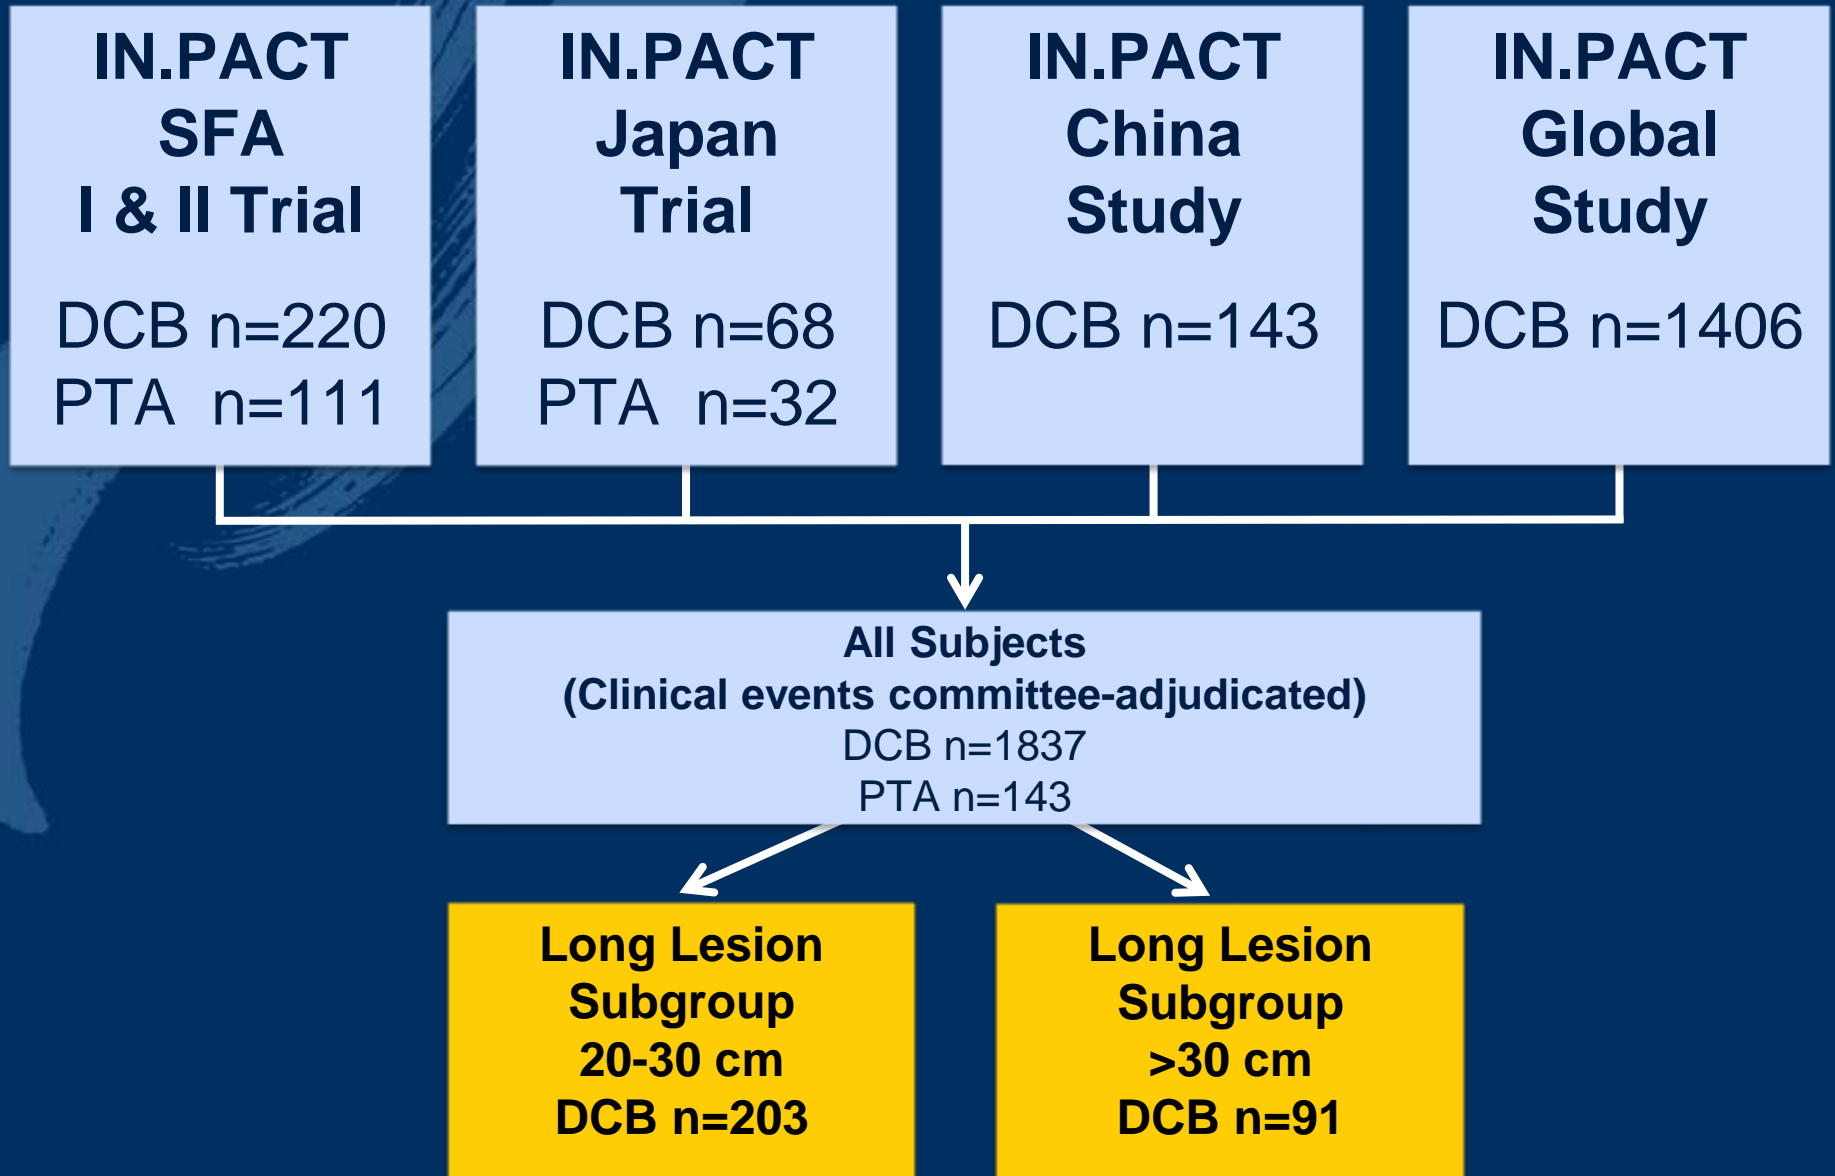 IN.PACT
SFA
I & II Trial
DCB n=220
PTA n=111
IN.PACT
Japan
Trial
DCB n=68
PTA n=32
IN.PACT
China
Study
DCB n=143
IN.PACT
Global
Study
DCB n=1406
All Subjects
(Clinical events committee-adjudicated)
DCB n=1837
PTA n=143
Long Lesion
Subgroup
20-30 cm
DCB n=203
Long Lesion
Subgroup
>30 cm
DCB n=91